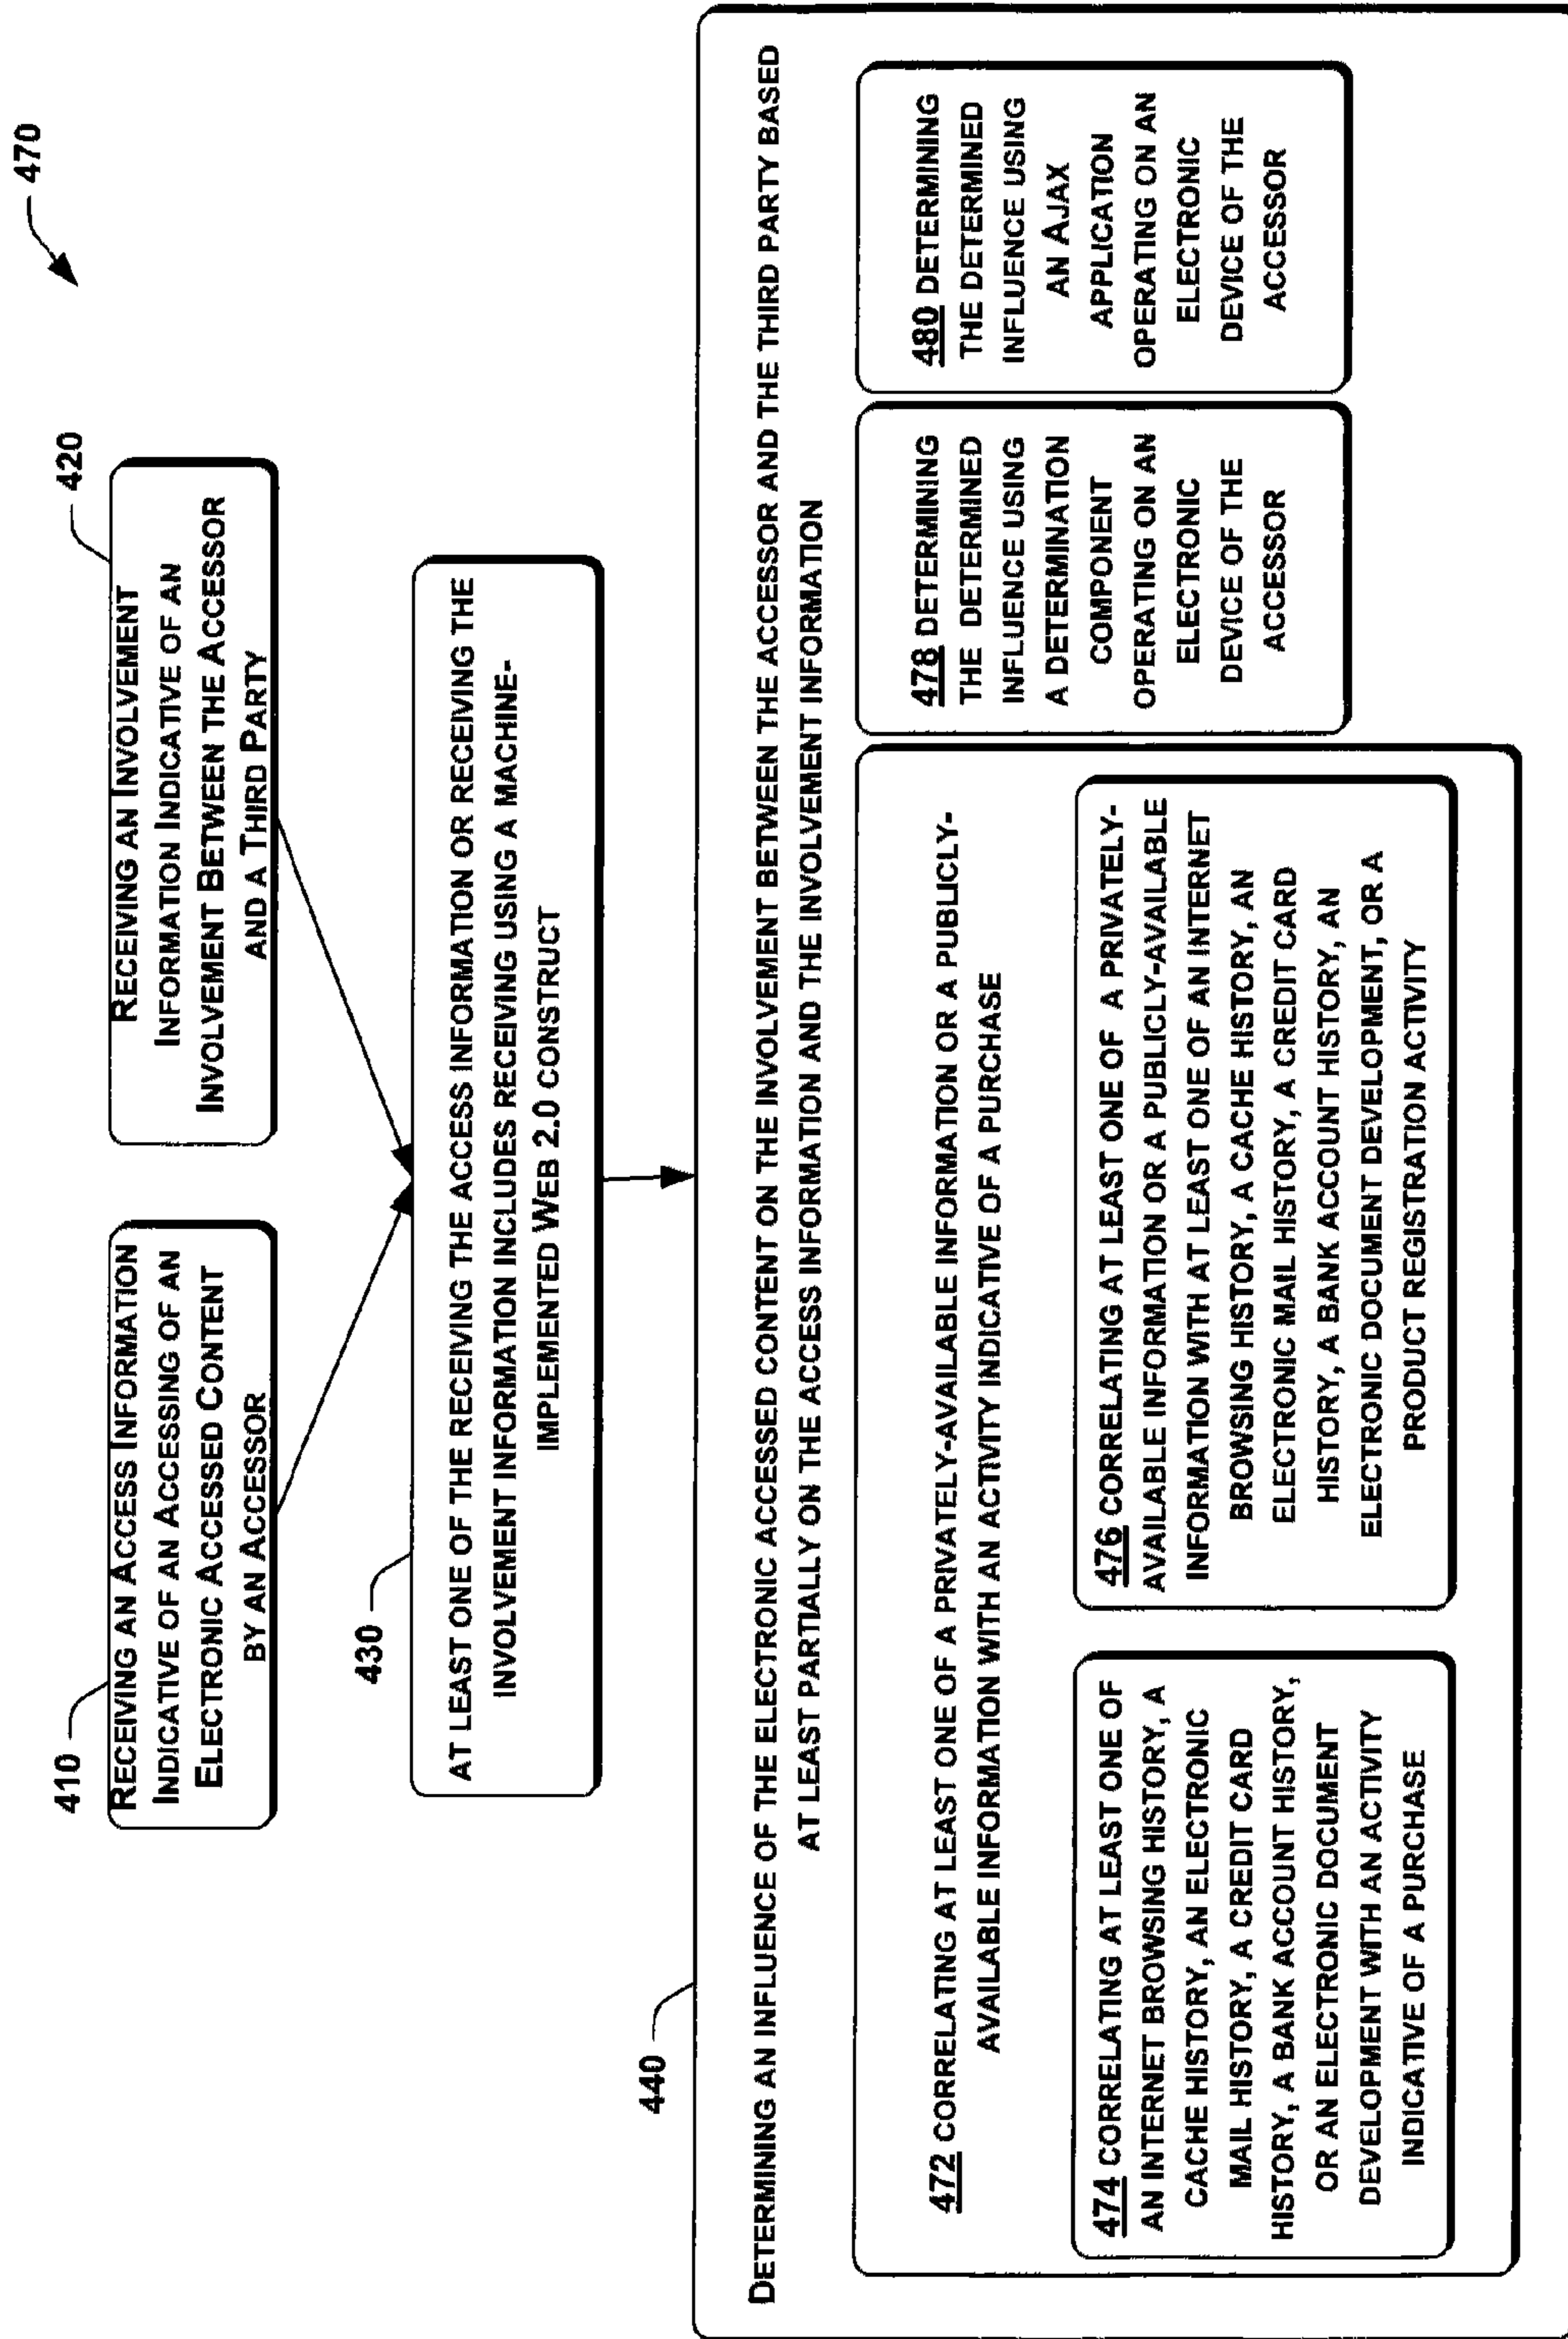 470
410
RECEIVING AN ACCESS INFORMATION
INDICATIVE OF AN ACCESSING OF AN
ELECTRONIC ACCESSED CONTENT
BY AN ACCESSOR
420
RECEIVING AN INVOLVEMENT
INFORMATION INDICATIVE OF AN
INVOLVEMENT BETWEEN THE ACCESSOR
AND A THIRD PARTY
430
AT LEAST ONE OF THE RECEIVING THE ACCESS INFORMATION OR RECEIVING THE
INVOLVEMENT INFORMATION INCLUDES RECEIVING USING A MACHINE-
IMPLEMENTED WEB 2.0 CONSTRUCT
440
DETERMINING AN INFLUENCE OF THE ELECTRONIC ACCESSED CONTENT ON THE INVOLVEMENT BETWEEN THE ACCESSOR AND THE THIRD PARTY BASED
AT LEAST PARTIALLY ON THE ACCESS INFORMATION AND THE INVOLVEMENT INFORMATION
472 CORRELATING AT LEAST ONE OF A PRIVATELY-AVAILABLE INFORMATION OR A PUBLICLY-
AVAILABLE INFORMATION WITH AN ACTIVITY INDICATIVE OF A PURCHASE
474 CORRELATING AT LEAST ONE OF
AN INTERNET BROWSING HISTORY, A
CACHE HISTORY, AN ELECTRONIC
MAIL HISTORY, A CREDIT CARD
HISTORY, A BANK ACCOUNT HISTORY,
OR AN ELECTRONIC DOCUMENT
DEVELOPMENT WITH AN ACTIVITY
INDICATIVE OF A PURCHASE
476 CORRELATING AT LEAST ONE OF A PRIVATELY-
AVAILABLE INFORMATION OR A PUBLICLY-AVAILABLE
INFORMATION WITH AT LEAST ONE OF AN INTERNET
BROWSING HISTORY, A CACHE HISTORY, AN
ELECTRONIC MAIL HISTORY, A CREDIT CARD
HISTORY, A BANK ACCOUNT HISTORY, AN
ELECTRONIC DOCUMENT DEVELOPMENT, OR A
PRODUCT REGISTRATION ACTIVITY
478 DETERMINING
THE DETERMINED
INFLUENCE USING
A DETERMINATION
COMPONENT
OPERATING ON AN
ELECTRONIC
DEVICE OF THE
ACCESSOR
480 DETERMINING
THE DETERMINED
INFLUENCE USING
AN AJAX
APPLICATION
OPERATING ON AN
ELECTRONIC
DEVICE OF THE
ACCESSOR